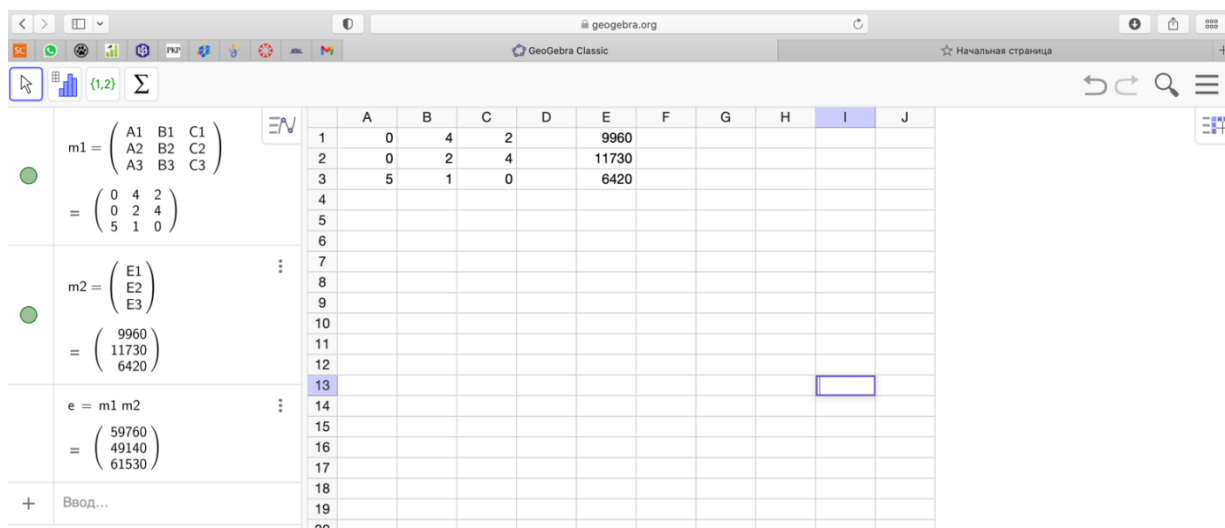 geogebra.org
SC PKP M GeoGebra Classic Начальная страница +
{1,2} Σ
m1 = ( A1 B1 C1
A2 B2 C2
A3 B3 C3 )
= ( 0 4 2
0 2 4
5 1 0 )
m2 = ( E1
E2
E3 )
= ( 9960
11730
6420 )
e = m1 m2
= ( 59760
49140
61530 )
+ Ввод...
A B C D E F G H I J
1 0 4 2 9960
2 0 2 4 11730
3 5 1 0 6420
4
5
6
7
8
9
10
11
12
13
14
15
16
17
18
19